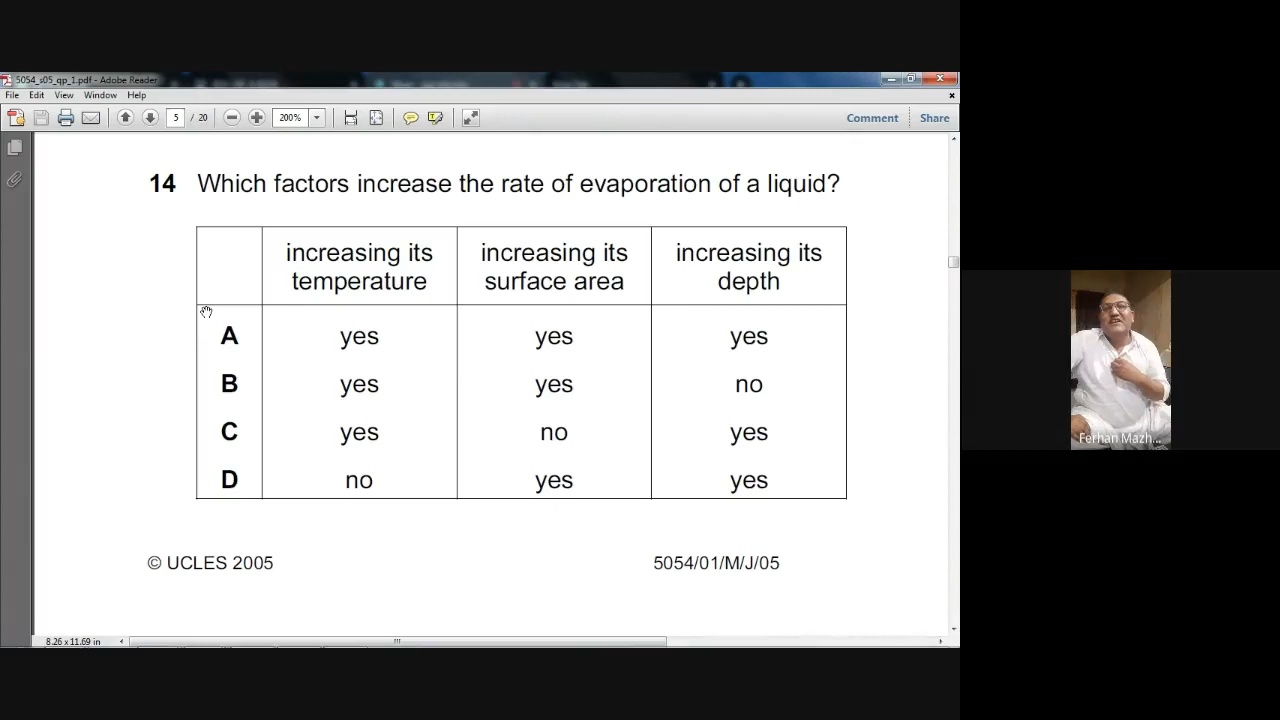 5054_s05_qp_1.pdf - Adobe Reader
File Edit View Window Help
5 / 20 200% Comment Share
14 Which factors increase the rate of evaporation of a liquid?
increasing its temperature increasing its surface area increasing its depth
A yes yes yes
B yes yes no
C yes no yes
D no yes yes
© UCLES 2005 5054/01/M/J/05
8.26 x 11.69 in
Ferhan Mazh...